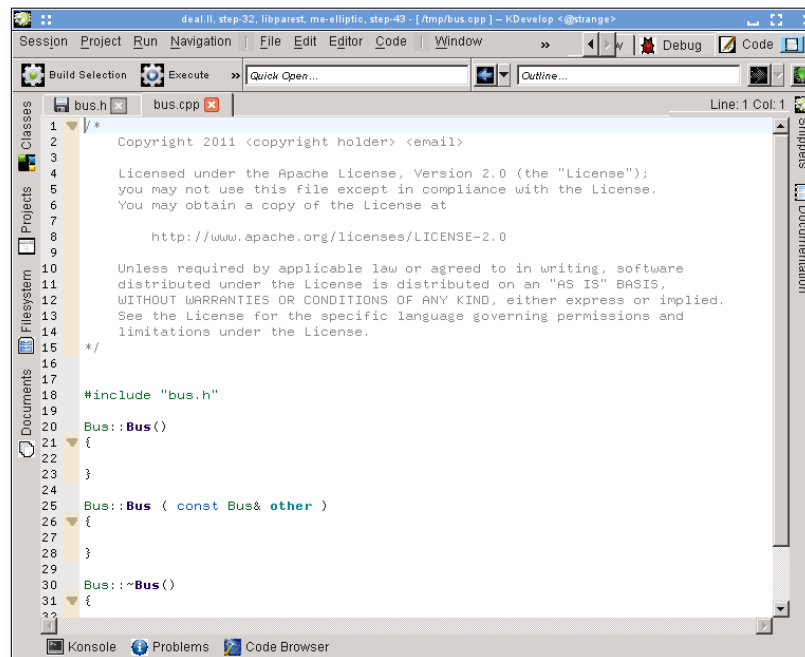 deal.II, step-32, libparest, me-elliptic, step-43 - [ /tmp/bus.cpp ] – KDevelop <@strange>
Session Project Run Navigation File Edit Editor Code Window » Debug Code
Build Selection Execute » Quick Open... Outline...
bus.h bus.cpp Line: 1 Col: 1
Classes
Projects
Filesystem
Documents
Snippets
Documentation
1 /*
2 Copyright 2011 <copyright holder> <email>
3
4 Licensed under the Apache License, Version 2.0 (the "License");
5 you may not use this file except in compliance with the License.
6 You may obtain a copy of the License at
7
8 http://www.apache.org/licenses/LICENSE-2.0
9
10 Unless required by applicable law or agreed to in writing, software
11 distributed under the License is distributed on an "AS IS" BASIS,
12 WITHOUT WARRANTIES OR CONDITIONS OF ANY KIND, either express or implied.
13 See the License for the specific language governing permissions and
14 limitations under the License.
15 */
16
17
18 #include "bus.h"
19
20 Bus::Bus()
21 {
22
23 }
24
25 Bus::Bus ( const Bus& other )
26 {
27
28 }
29
30 Bus::~Bus()
31 {
32
Konsole Problems Code Browser